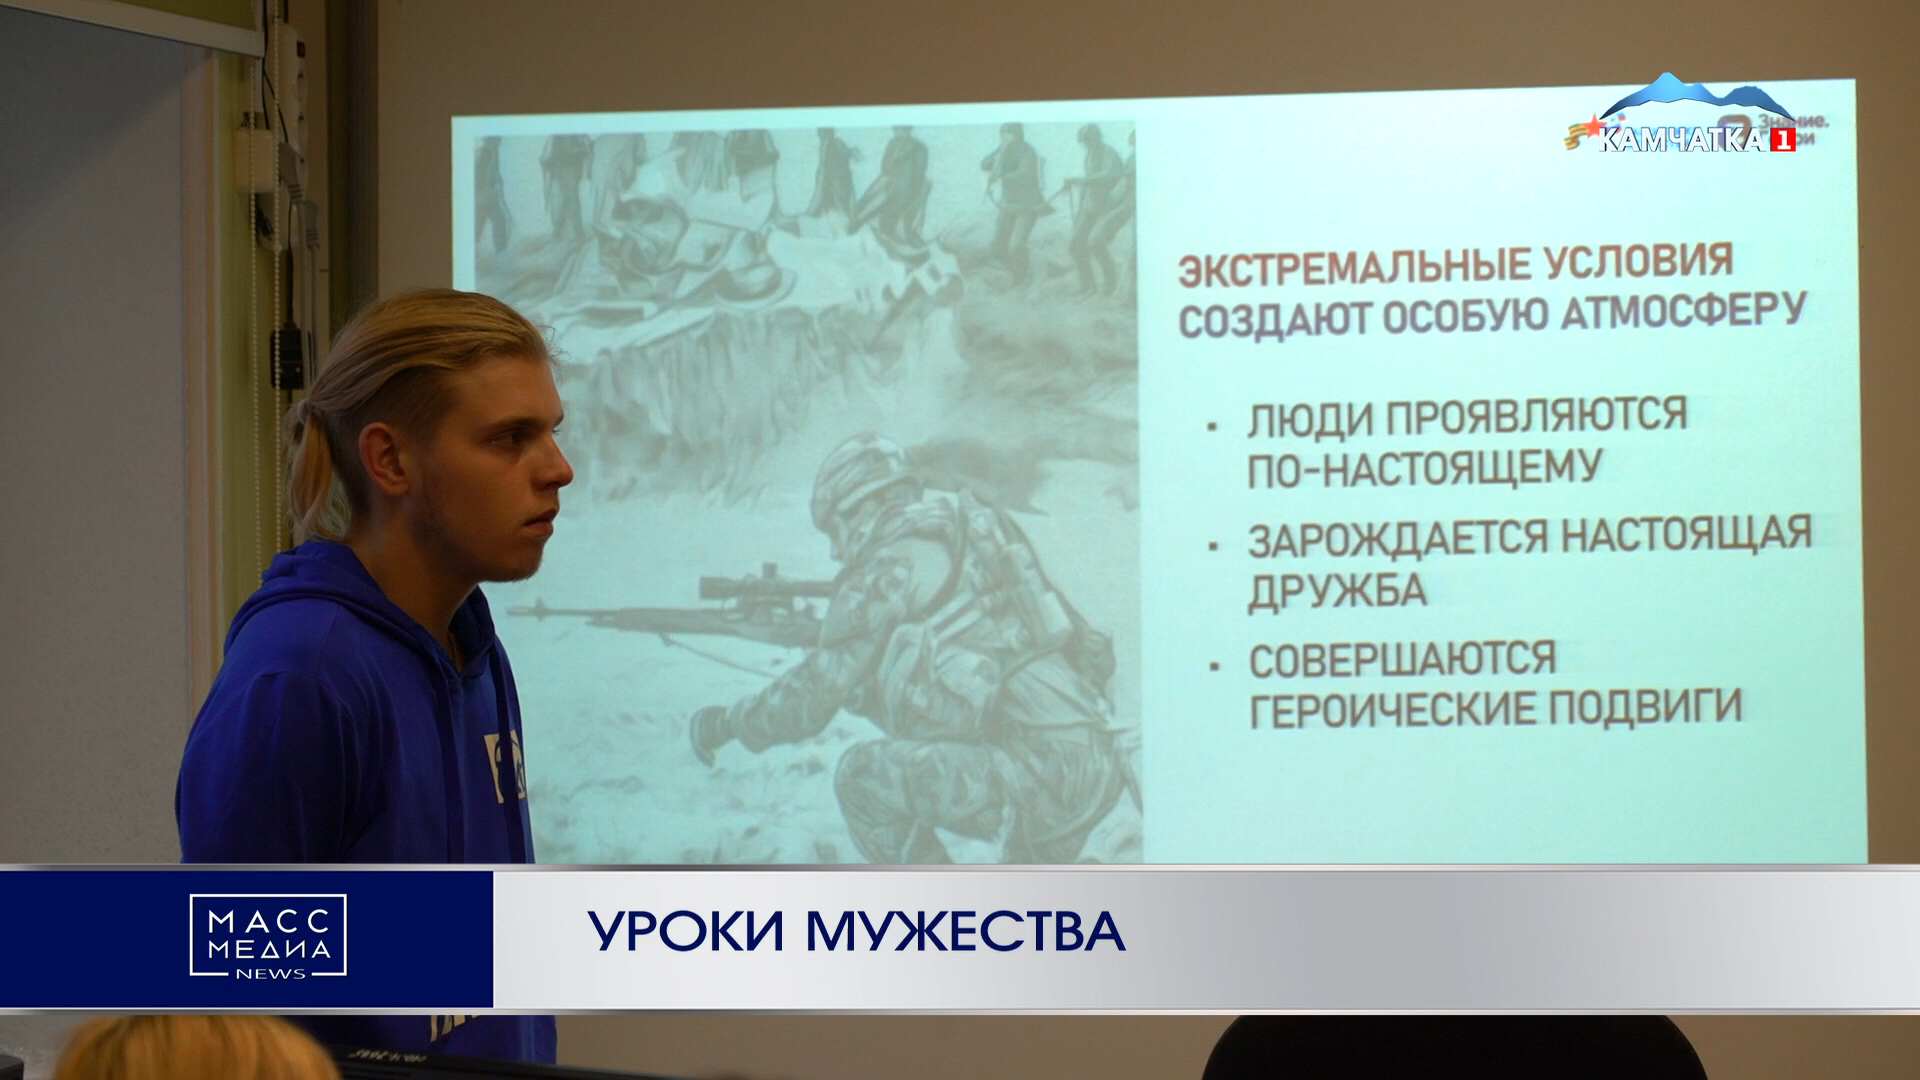 КАМЧАТКА 1
Знание.
ЭКСТРЕМАЛЬНЫЕ УСЛОВИЯ
СОЗДАЮТ ОСОБУЮ АТМОСФЕРУ
▪ ЛЮДИ ПРОЯВЛЯЮТСЯ
ПО-НАСТОЯЩЕМУ
▪ ЗАРОЖДАЕТСЯ НАСТОЯЩАЯ
ДРУЖБА
▪ СОВЕРШАЮТСЯ
ГЕРОИЧЕСКИЕ ПОДВИГИ
МАСС
МЕДИА
NEWS
УРОКИ МУЖЕСТВА